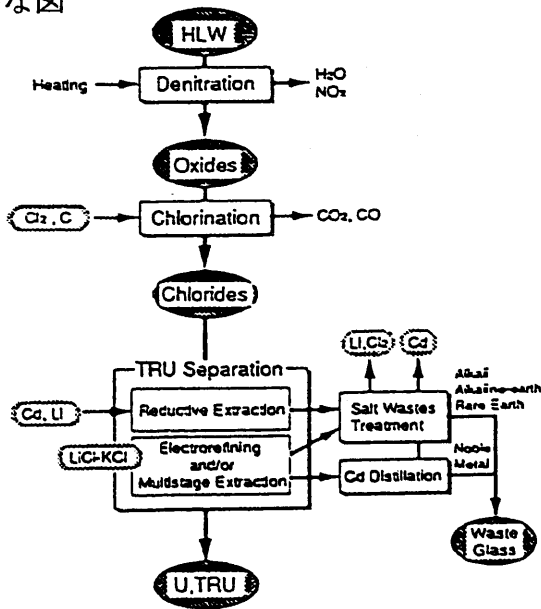 な図
HLW
Heating
Denitration
H₂O
NO₂
Oxides
Cl₂, C
Chlorination
CO₂, CO
Chlorides
TRU Separation
Li,Cl₂
Cd
Cd, Li
Reductive Extraction
Salt Wastes
Treatment
Alkali
Alkaline-earth
Rare Earth
LiCl-KCl
Electrorefining
and/or
Multistage Extraction
Cd Distillation
Noble
Metal
Waste
Glass
U,TRU